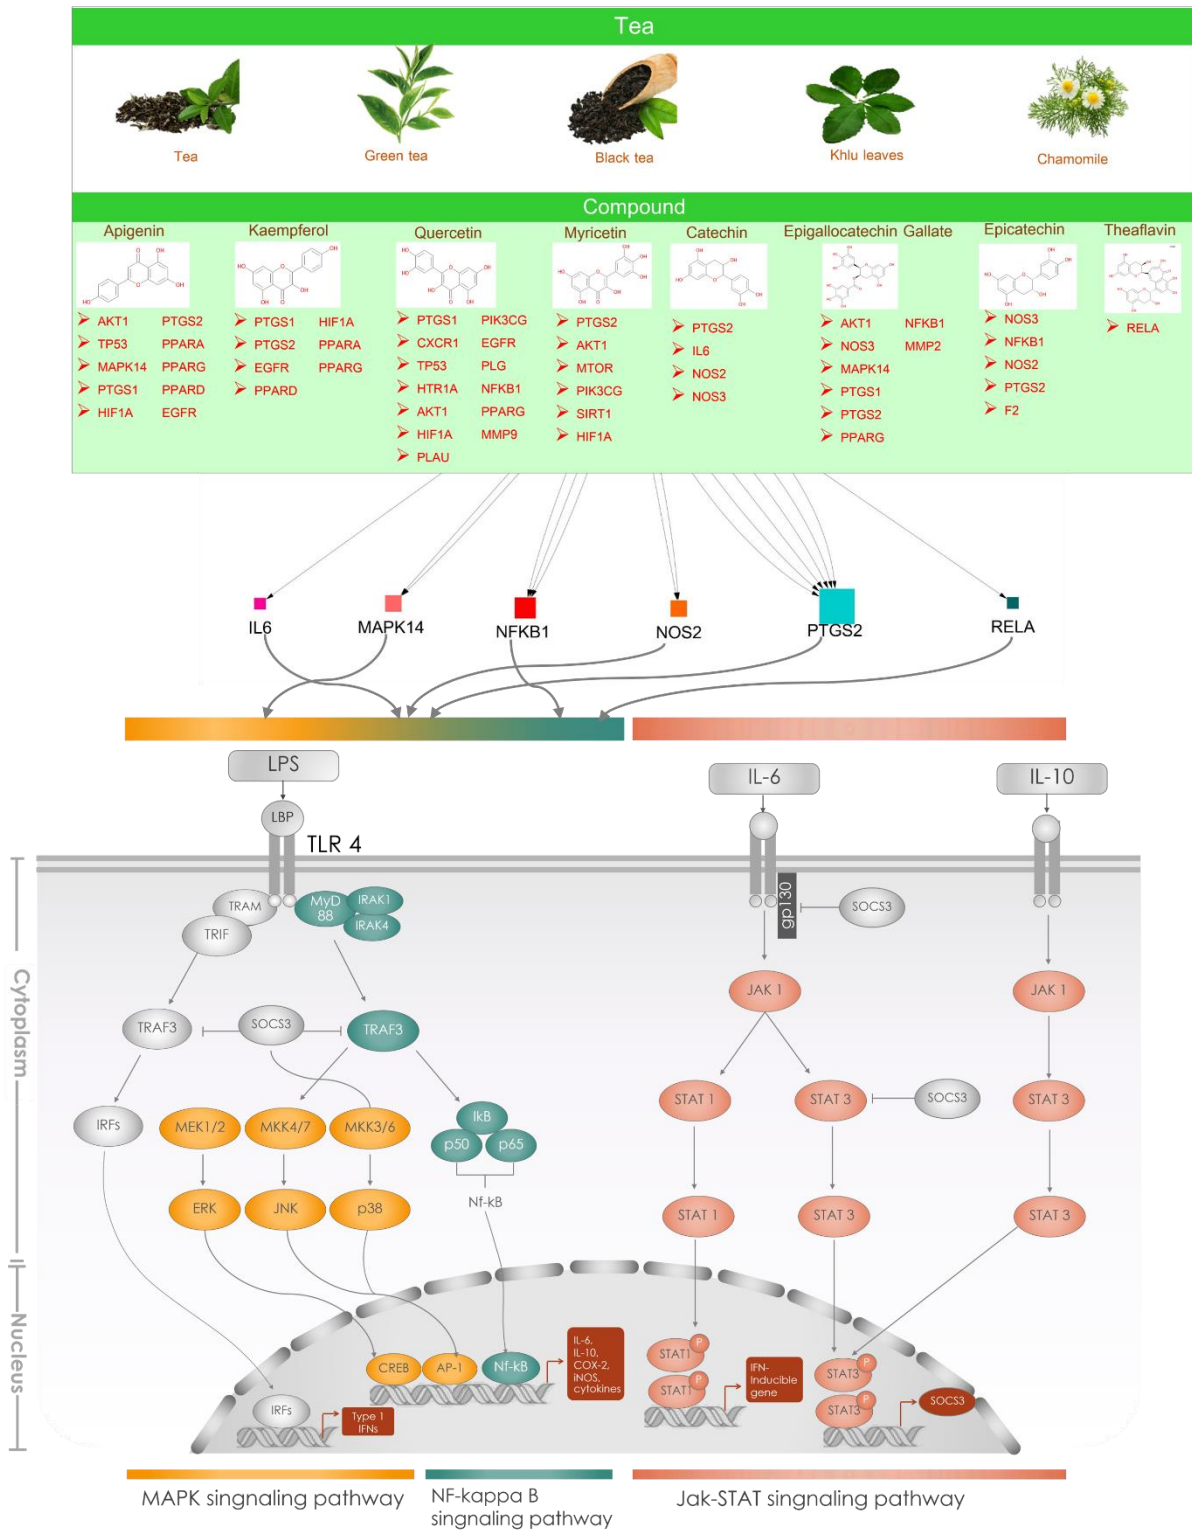 Tea
Tea
Green tea
Black tea
Khlu leaves
Chamomile
Compound
Apigenin
Kaempferol
Quercetin
Myricetin
Catechin
Epigallocatechin Gallate
Epicatechin
Theaflavin
AKT1 PTGS2
TP53 PPARA
MAPK14 PPARG
PTGS1 PPARD
HIF1A EGFR
PTGS1 HIF1A
PTGS2 PPARA
EGFR PPARG
PPARD
PTGS1 PIK3CG
CXCR1 EGFR
TP53 PLG
HTR1A NFKB1
AKT1 PPARG
HIF1A MMP9
PLAU
PTGS2
AKT1
MTOR
PIK3CG
SIRT1
HIF1A
PTGS2
IL6
NOS2
NOS3
AKT1 NFKB1
NOS3 MMP2
MAPK14
PTGS1
PTGS2
PPARG
NOS3
NFKB1
NOS2
PTGS2
F2
RELA
IL6
MAPK14
NFKB1
NOS2
PTGS2
RELA
LPS
IL-6
IL-10
LBP
TLR 4
TRAM
TRIF
MyD
88
IRAK1
IRAK4
gp130
SOCS3
JAK 1
JAK 1
TRAF3
SOCS3
TRAF3
Cytoplasm
IRFs
MEK1/2
MKK4/7
MKK3/6
IkB
p50
p65
STAT 1
STAT 3
SOCS3
STAT 3
ERK
JNK
p38
Nf-kB
STAT 1
STAT 3
STAT 3
Nucleus
CREB
AP-1
Nf-kB
IL-6,
IL-10,
COX-2,
iNOS,
cytokines
STAT1
P
STAT1
P
IFN-
inducible
gene
STAT3
P
STAT3
P
SOCS3
IRFs
Type 1
IFNs
MAPK singnaling pathway
NF-kappa B
singnaling pathway
Jak-STAT singnaling pathway